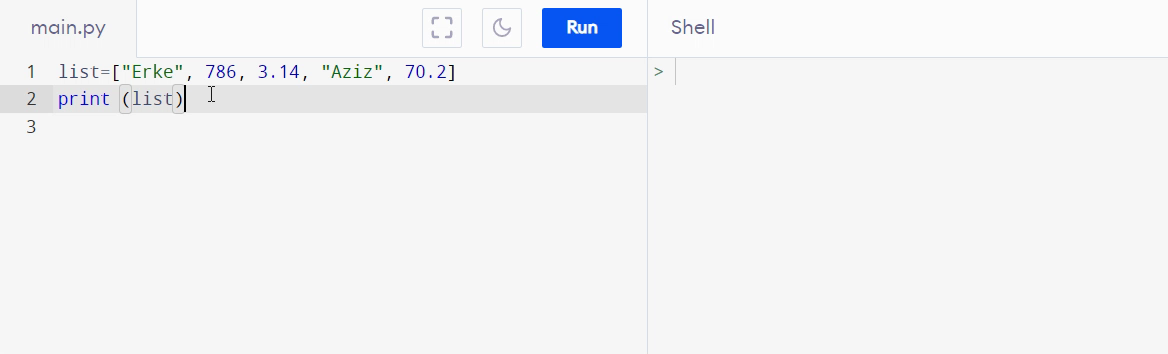 main.py
Run
Shell
1 list=["Erke", 786, 3.14, "Aziz", 70.2]
2 print (list)
3
>